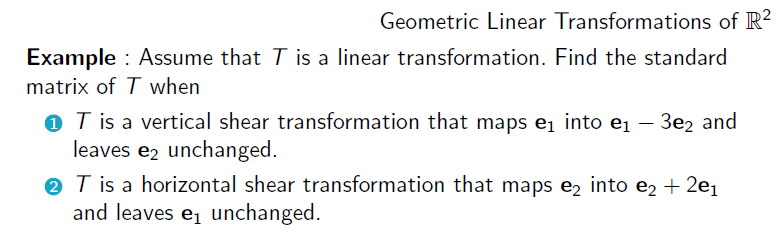 Geometric Linear Transformations of ℝ²
Example : Assume that T is a linear transformation. Find the standard
matrix of T when
1 T is a vertical shear transformation that maps e₁ into e₁ − 3e₂ and
leaves e₂ unchanged.
2 T is a horizontal shear transformation that maps e₂ into e₂ + 2e₁
and leaves e₁ unchanged.